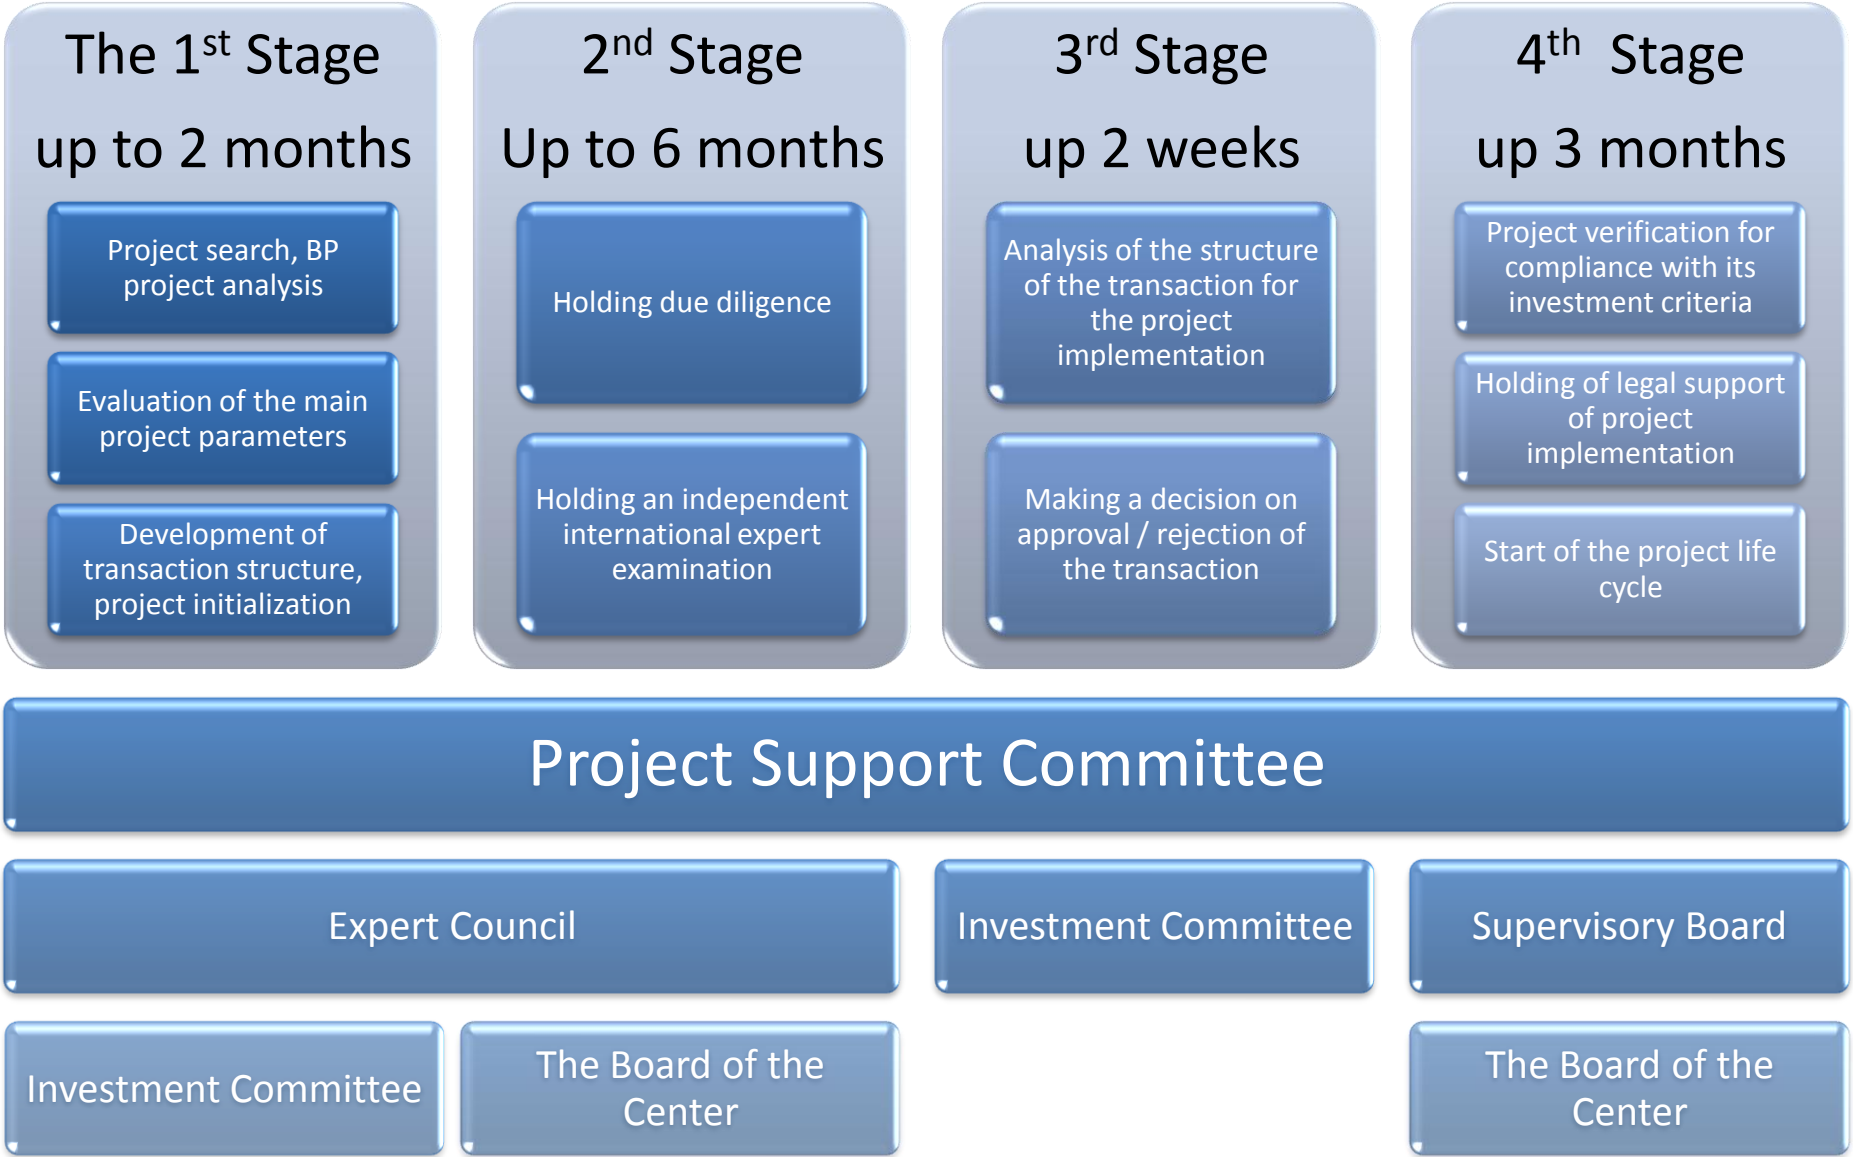 The 1st Stage
up to 2 months
Project search, BP
project analysis
Evaluation of the main
project parameters
Development of
transaction structure,
project initialization
2nd Stage
Up to 6 months
Holding due diligence
Holding an independent
international expert
examination
3rd Stage
up 2 weeks
Analysis of the structure
of the transaction for
the project
implementation
Making a decision on
approval / rejection of
the transaction
4th Stage
up 3 months
Project verification for
compliance with its
investment criteria
Holding of legal support
of project
implementation
Start of the project life
cycle
Project Support Committee
Expert Council
Investment Committee
Supervisory Board
Investment Committee
The Board of the
Center
The Board of the
Center